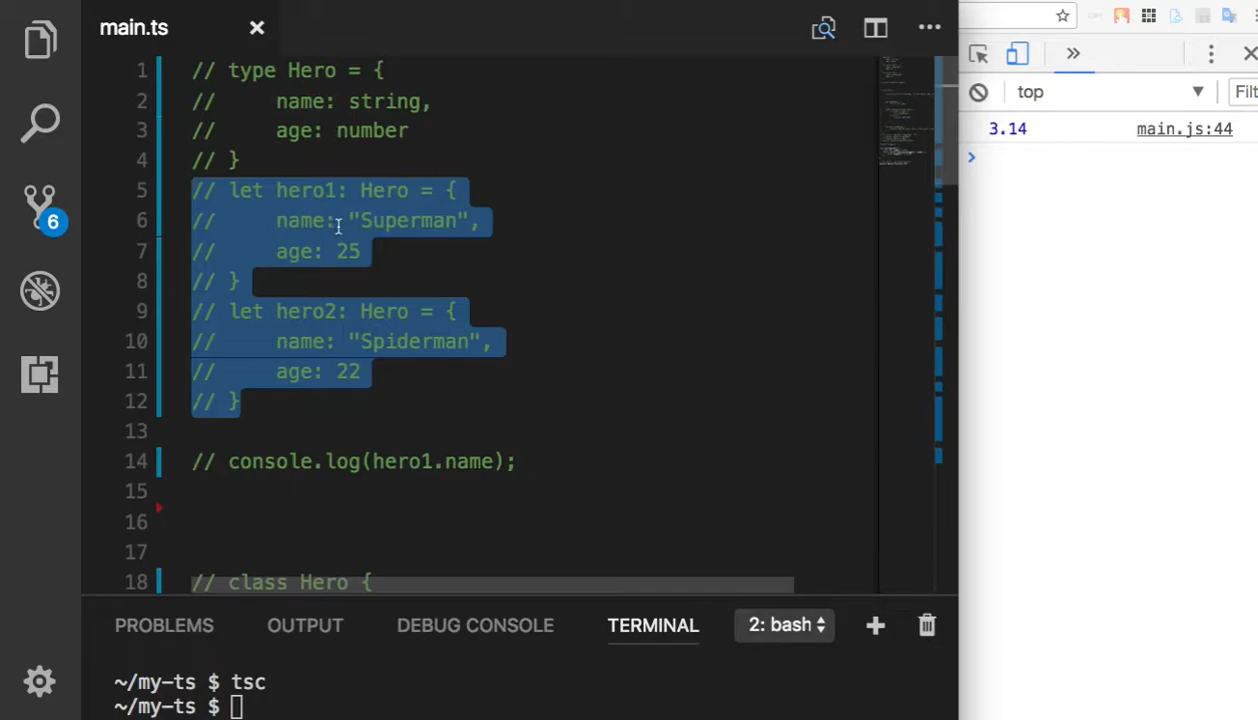 main.ts
1 // type Hero = {
2 //     name: string,
3 //     age: number
4 // }
5 // let hero1: Hero = {
6 //     name: "Superman",
7 //     age: 25
8 // }
9 // let hero2: Hero = {
10 //     name: "Spiderman",
11 //     age: 22
12 // }
13
14 // console.log(hero1.name);
15
16
17
18 // class Hero {
6
PROBLEMS OUTPUT DEBUG CONSOLE TERMINAL 2: bash
~/my-ts $ tsc
~/my-ts $
top
Filt
3.14 main.js:44